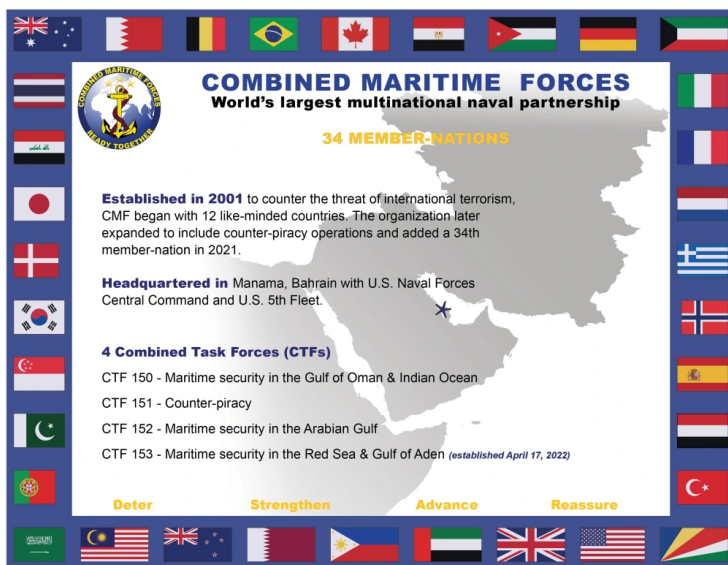 COMBINED MARITIME FORCES
READY TOGETHER
COMBINED MARITIME FORCES
World's largest multinational naval partnership
34 MEMBER-NATIONS
Established in 2001 to counter the threat of international terrorism,
CMF began with 12 like-minded countries. The organization later
expanded to include counter-piracy operations and added a 34th
member-nation in 2021.
Headquartered in Manama, Bahrain with U.S. Naval Forces
Central Command and U.S. 5th Fleet.
4 Combined Task Forces (CTFs)
CTF 150 - Maritime security in the Gulf of Oman & Indian Ocean
CTF 151 - Counter-piracy
CTF 152 - Maritime security in the Arabian Gulf
CTF 153 - Maritime security in the Red Sea & Gulf of Aden (established April 17, 2022)
Deter Strengthen Advance Reassure